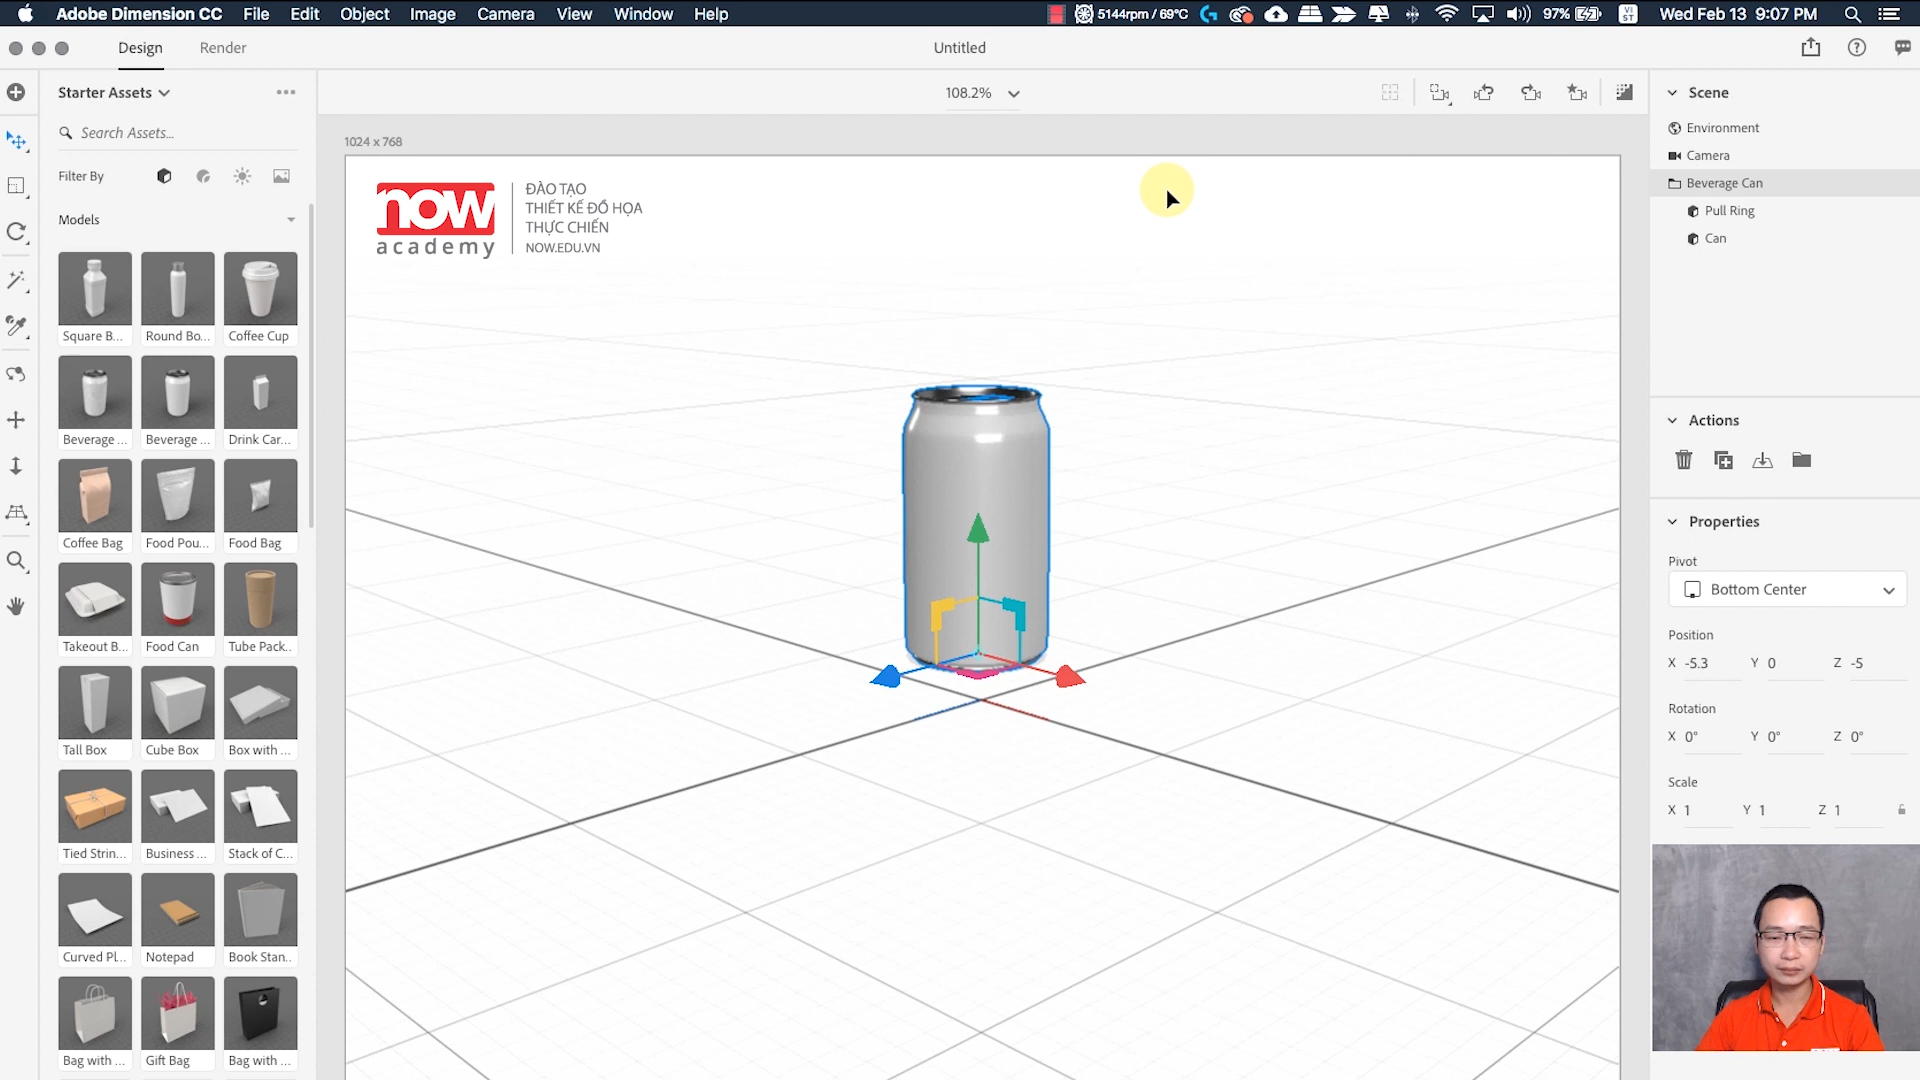 Adobe Dimension CC File Edit Object Image Camera View Window Help 5144rpm / 69°C 97% VI ST Wed Feb 13 9:07 PM
Design Render Untitled
Starter Assets
Search Assets...
Filter By
Models
Square B... Round Bo... Coffee Cup
Beverage ... Beverage ... Drink Car...
Coffee Bag Food Pou... Food Bag
Takeout B... Food Can Tube Pack..
Tall Box Cube Box Box with ...
Tied Strin... Business ... Stack of C...
Curved Pl... Notepad Book Stan..
Bag with ... Gift Bag Bag with ...
108.2%
1024 x 768
now
academy
ĐÀO TẠO
THIẾT KẾ ĐỒ HỌA
THỰC CHIẾN
NOW.EDU.VN
Scene
Environment
Camera
Beverage Can
Pull Ring
Can
Actions
Properties
Pivot
Bottom Center
Position
X -5.3 Y 0 Z -5
Rotation
X 0° Y 0° Z 0°
Scale
X 1 Y 1 Z 1